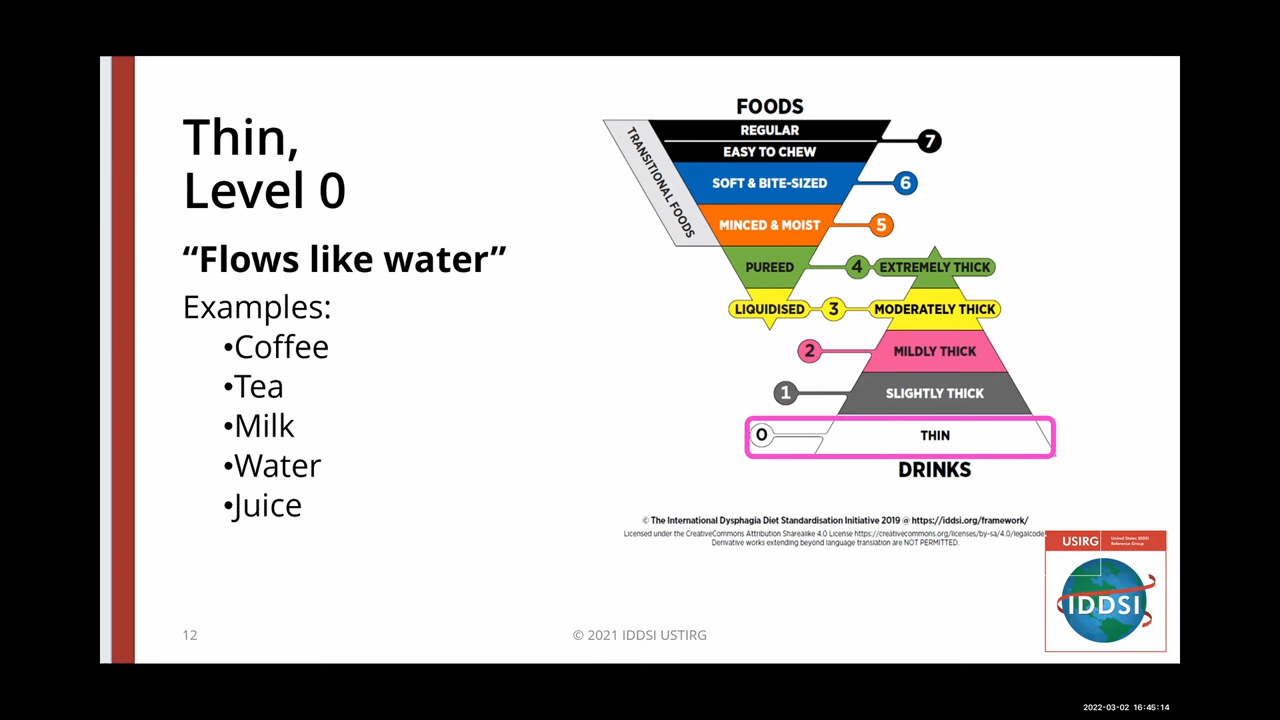 Thin,
Level 0
“Flows like water”
Examples:
•Coffee
•Tea
•Milk
•Water
•Juice
FOODS
TRANSITIONAL FOODS
REGULAR
EASY TO CHEW
7
SOFT & BITE-SIZED
6
MINCED & MOIST
5
PUREED
4
EXTREMELY THICK
LIQUIDISED
3
MODERATELY THICK
2
MILDLY THICK
1
SLIGHTLY THICK
0
THIN
DRINKS
© The International Dysphagia Diet Standardisation Initiative 2019 @ https://iddsi.org/framework/
Licensed under the CreativeCommons Attribution Sharealike 4.0 License https://creativecommons.org/licenses/by-sa/4.0/legalcode
Derivative works extending beyond language translation are NOT PERMITTED.
USIRG
United States IDDSI
Reference Group
IDDSI
12
© 2021 IDDSI USTIRG
2022-03-02 16:45:14